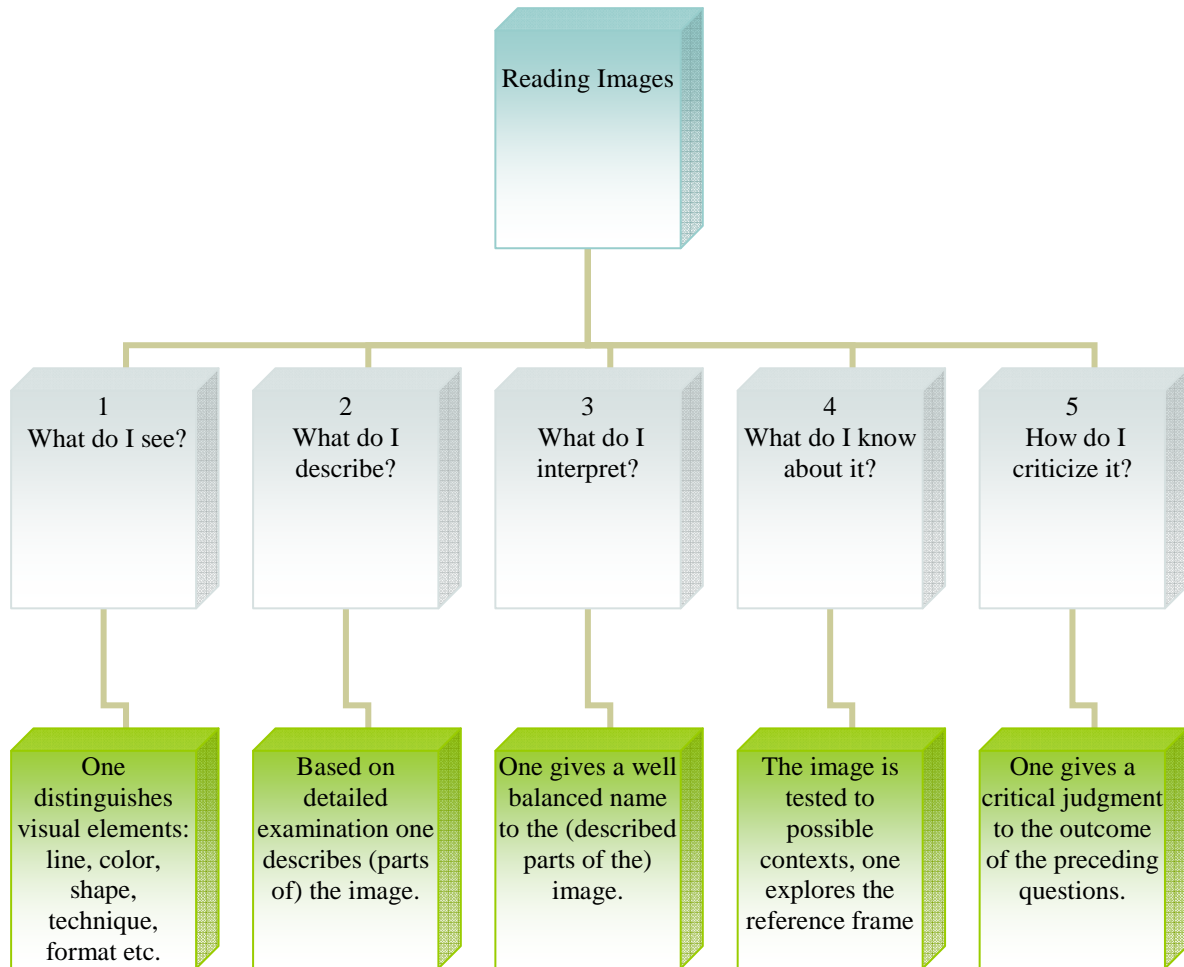 Reading Images
1
What do I see?
2
What do I
describe?
3
What do I
interpret?
4
What do I know
about it?
5
How do I
criticize it?
One
distinguishes
visual elements:
line, color,
shape,
technique,
format etc.
Based on
detailed
examination one
describes (parts
of) the image.
One gives a well
balanced name
to the (described
parts of the)
image.
The image is
tested to
possible
contexts, one
explores the
reference frame
One gives a
critical judgment
to the outcome
of the preceding
questions.